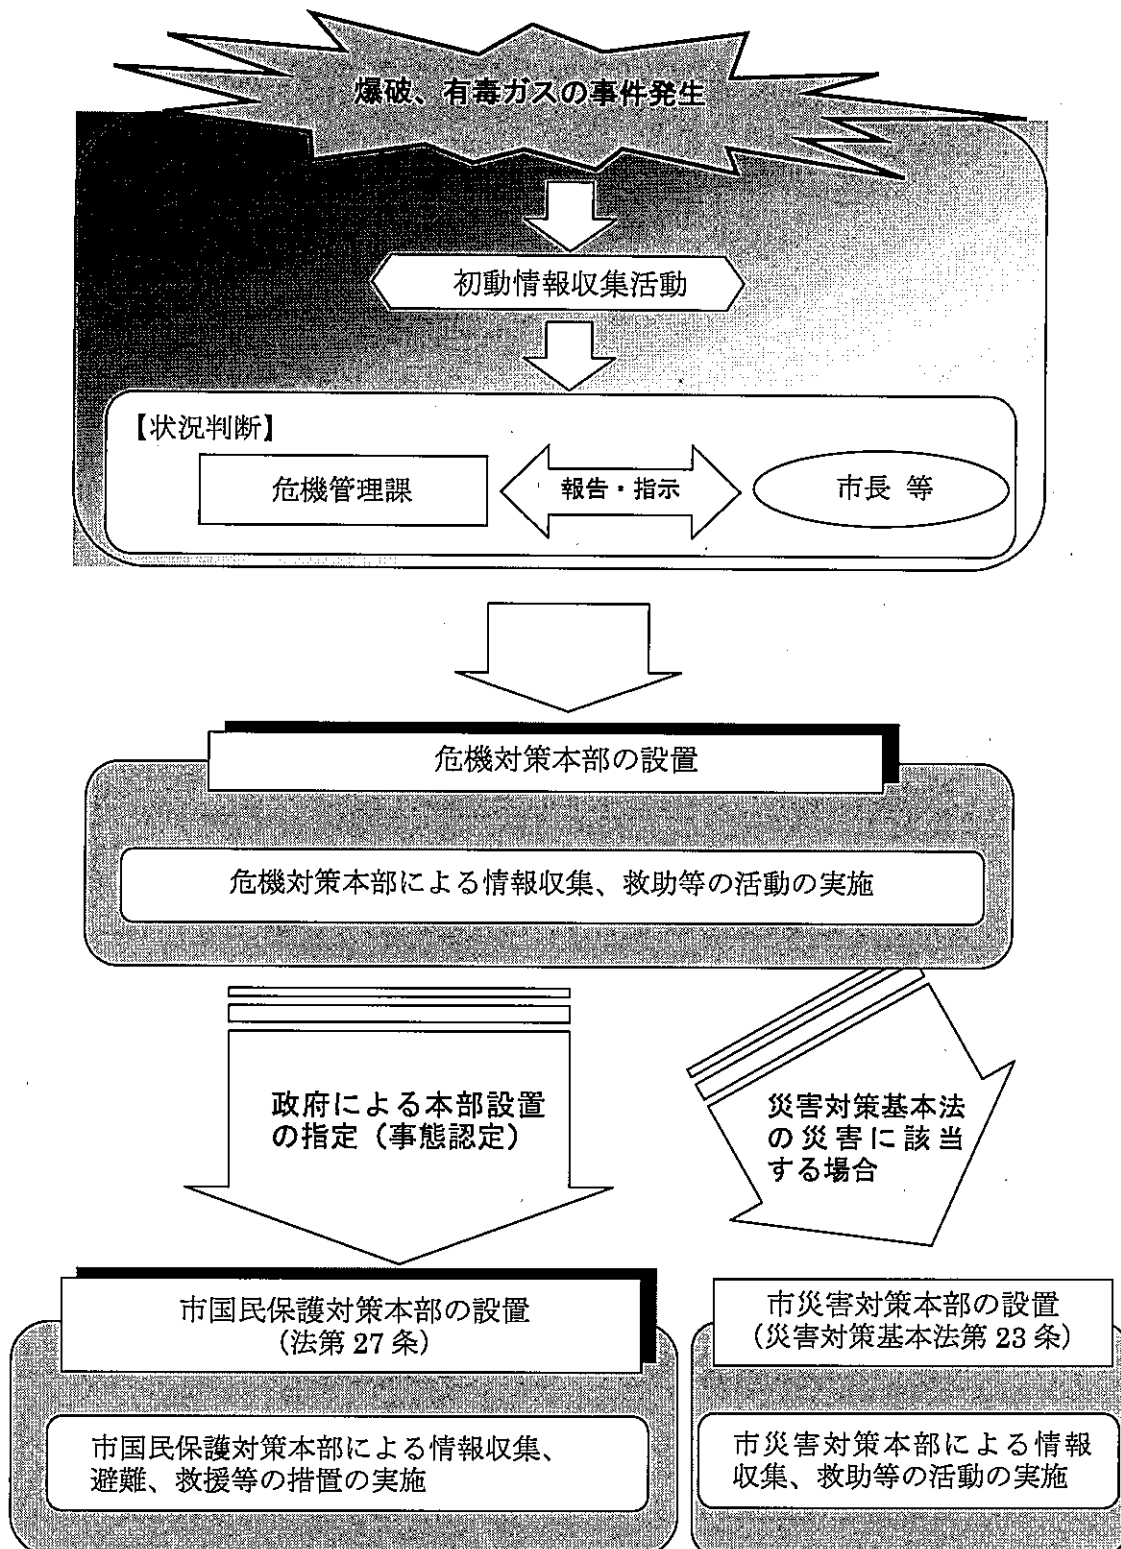 爆破、有毒ガスの事件発生
初動情報収集活動
【状況判断】
危機管理課
報告・指示
市長 等
危機対策本部の設置
危機対策本部による情報収集、救助等の活動の実施
政府による本部設置
の指定（事態認定）
災害対策基本法
の災害に該当
する場合
市国民保護対策本部の設置
（法第 27 条）
市国民保護対策本部による情報収集、
避難、救援等の措置の実施
市災害対策本部の設置
（災害対策基本法第 23 条）
市災害対策本部による情報
収集、救助等の活動の実施